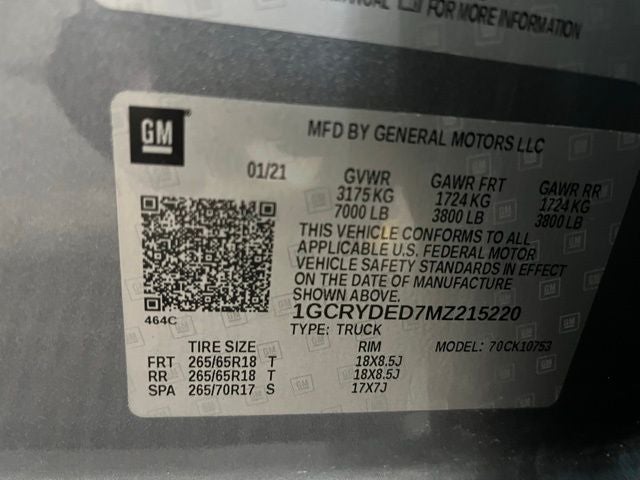 MANUAL FOR MORE INFORMATION
GM
MFD BY GENERAL MOTORS LLC
01/21
GVWR GAWR FRT GAWR RR
3175 KG 1724 KG 1724 KG
7000 LB 3800 LB 3800 LB
THIS VEHICLE CONFORMS TO ALL
APPLICABLE U.S. FEDERAL MOTOR
VEHICLE SAFETY STANDARDS IN EFFECT
ON THE DATE OF MANUFACTURE
SHOWN ABOVE.
1GCRYDED7MZ215220
464C
TYPE: TRUCK
TIRE SIZE RIM MODEL: 70CK10753
FRT 265/65R18 T 18X8.5J
RR 265/65R18 T 18X8.5J
SPA 265/70R17 S 17X7J